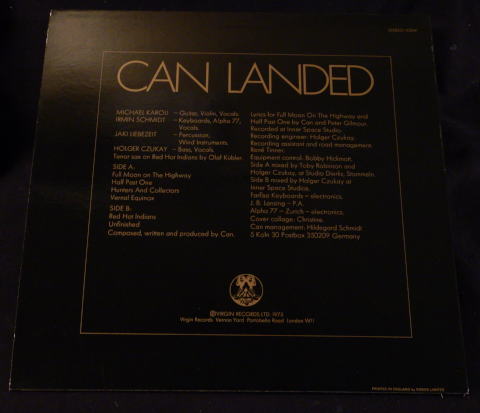 CAN LANDED
MICHAEL KAROLI – Guitar, Violin, Vocals.
IRMIN SCHMIDT – Keyboards, Alpha 77,
Vocals.
JAKI LIEBEZEIT – Percussion,
Wind Instruments.
HOLGER CZUKAY – Bass, Vocals.
Tenor sax on Red Hot Indians by Olaf Kübler.
SIDE A:
Full Moon on The Highway
Half Past One
Hunters And Collectors
Vernal Equinox
SIDE B:
Red Hot Indians
Unfinished
Composed, written and produced by Can.
Lyrics for Full Moon On The Highway and
Half Past One by Can and Peter Gilmour.
Recorded at Inner Space Studio.
Recording engineer: Holger Czukay.
Recording assistant and road management:
René Tinner.
Equipment control: Bobby Hickmott.
Side A mixed by Toby Robinson and
Holger Czukay, at Studio Dierks, Stommeln.
Side B mixed by Holger Czukay at
Inner Space Studios.
Farfisa Keyboards – electronics.
J. B. Lansing – P.A.
Alpha 77 – Zurich – electronics.
Cover collage: Christine.
Can management: Hildegard Schmidt
5 Koln 30 Postbox 350209 Germany
Ⓟ VIRGIN RECORDS LTD. 1975
Virgin Records Vernon Yard Portobello Road London W11
PRINTED IN ENGLAND by ROBOR LIMITED